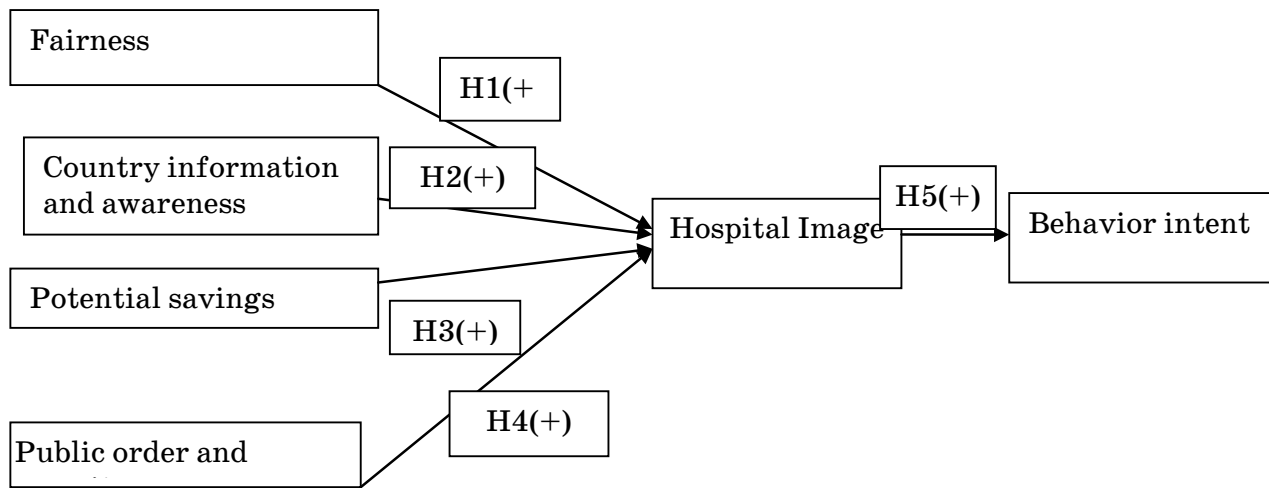 Fairness
H1(+
Country information
and awareness
H2(+)
Hospital Image
H5(+)
Behavior intent
Potential savings
H3(+)
H4(+)
Public order and